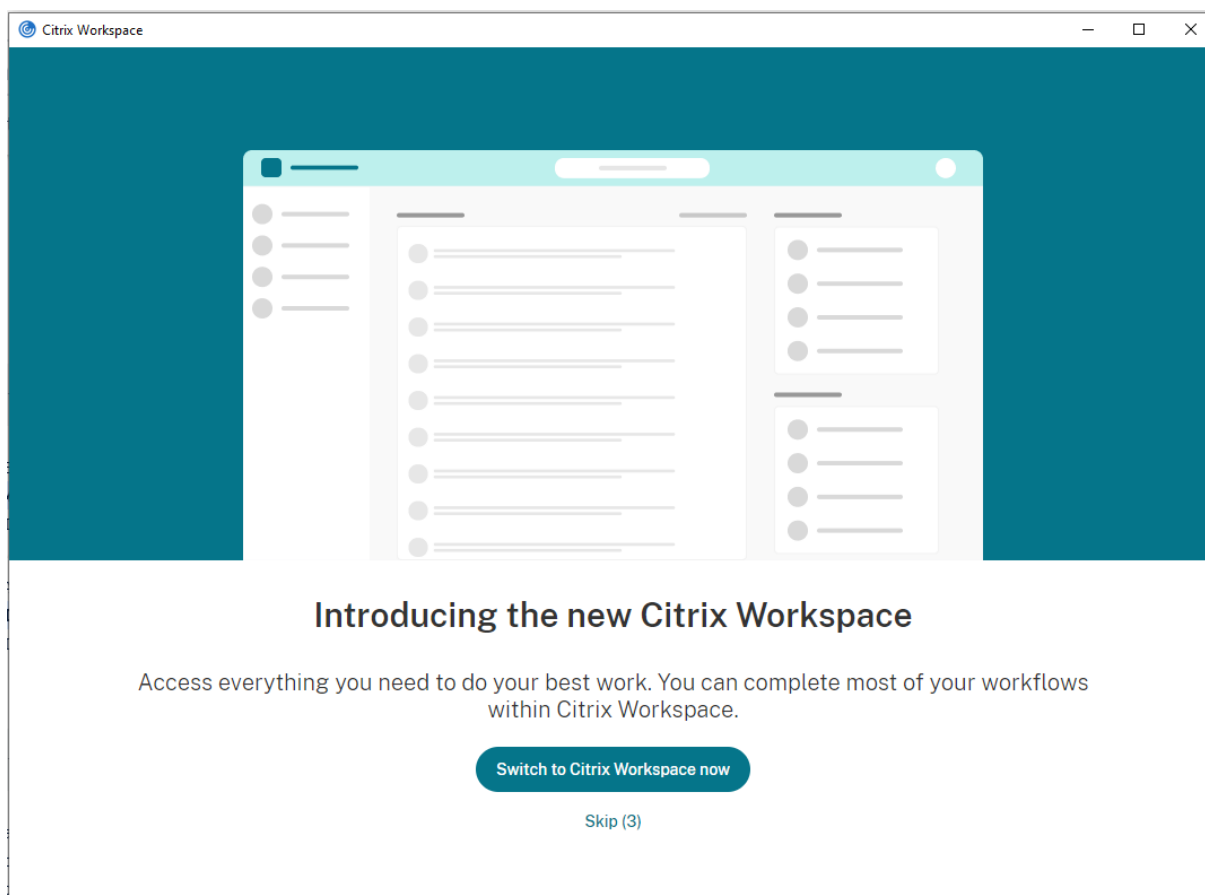 Citrix Workspace
Introducing the new Citrix Workspace
Access everything you need to do your best work. You can complete most of your workflows
within Citrix Workspace.
Switch to Citrix Workspace now
Skip (3)